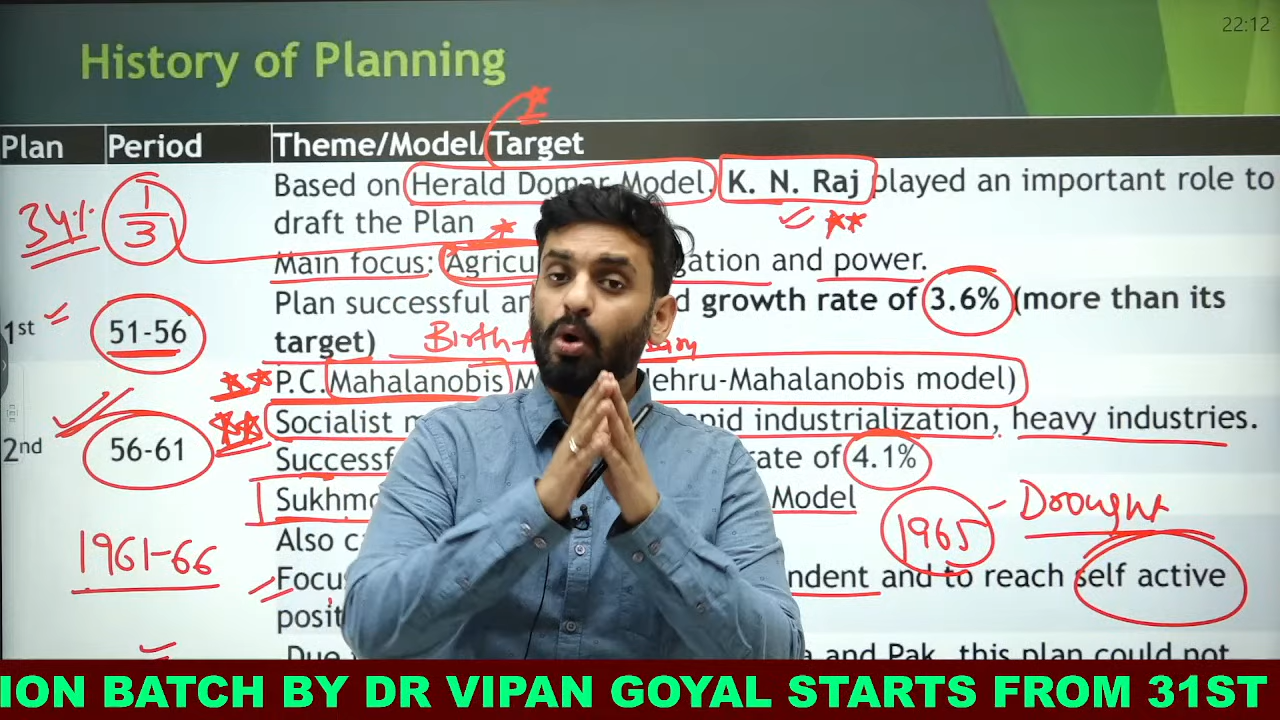 22:12
History of Planning
Plan Period Theme/Model/Target
Based on Herald Domar Model. K. N. Raj played an important role to
draft the Plan
34% 1/3
Main focus: Agricu gation and power.
Plan successful an d growth rate of 3.6% (more than its
1st 51-56
target) Birth
P.C. Mahalanobis M Nehru-Mahalanobis model)
Socialist m pid industrialization, heavy industries.
2nd 56-61
Successf ate of 4.1%
Sukhmo Model
1965 - Drought
Also ca
1961-66
Focus ndent and to reach self active
posit
Due a and Pak, this plan could not
ION BATCH BY DR VIPAN GOYAL STARTS FROM 31ST